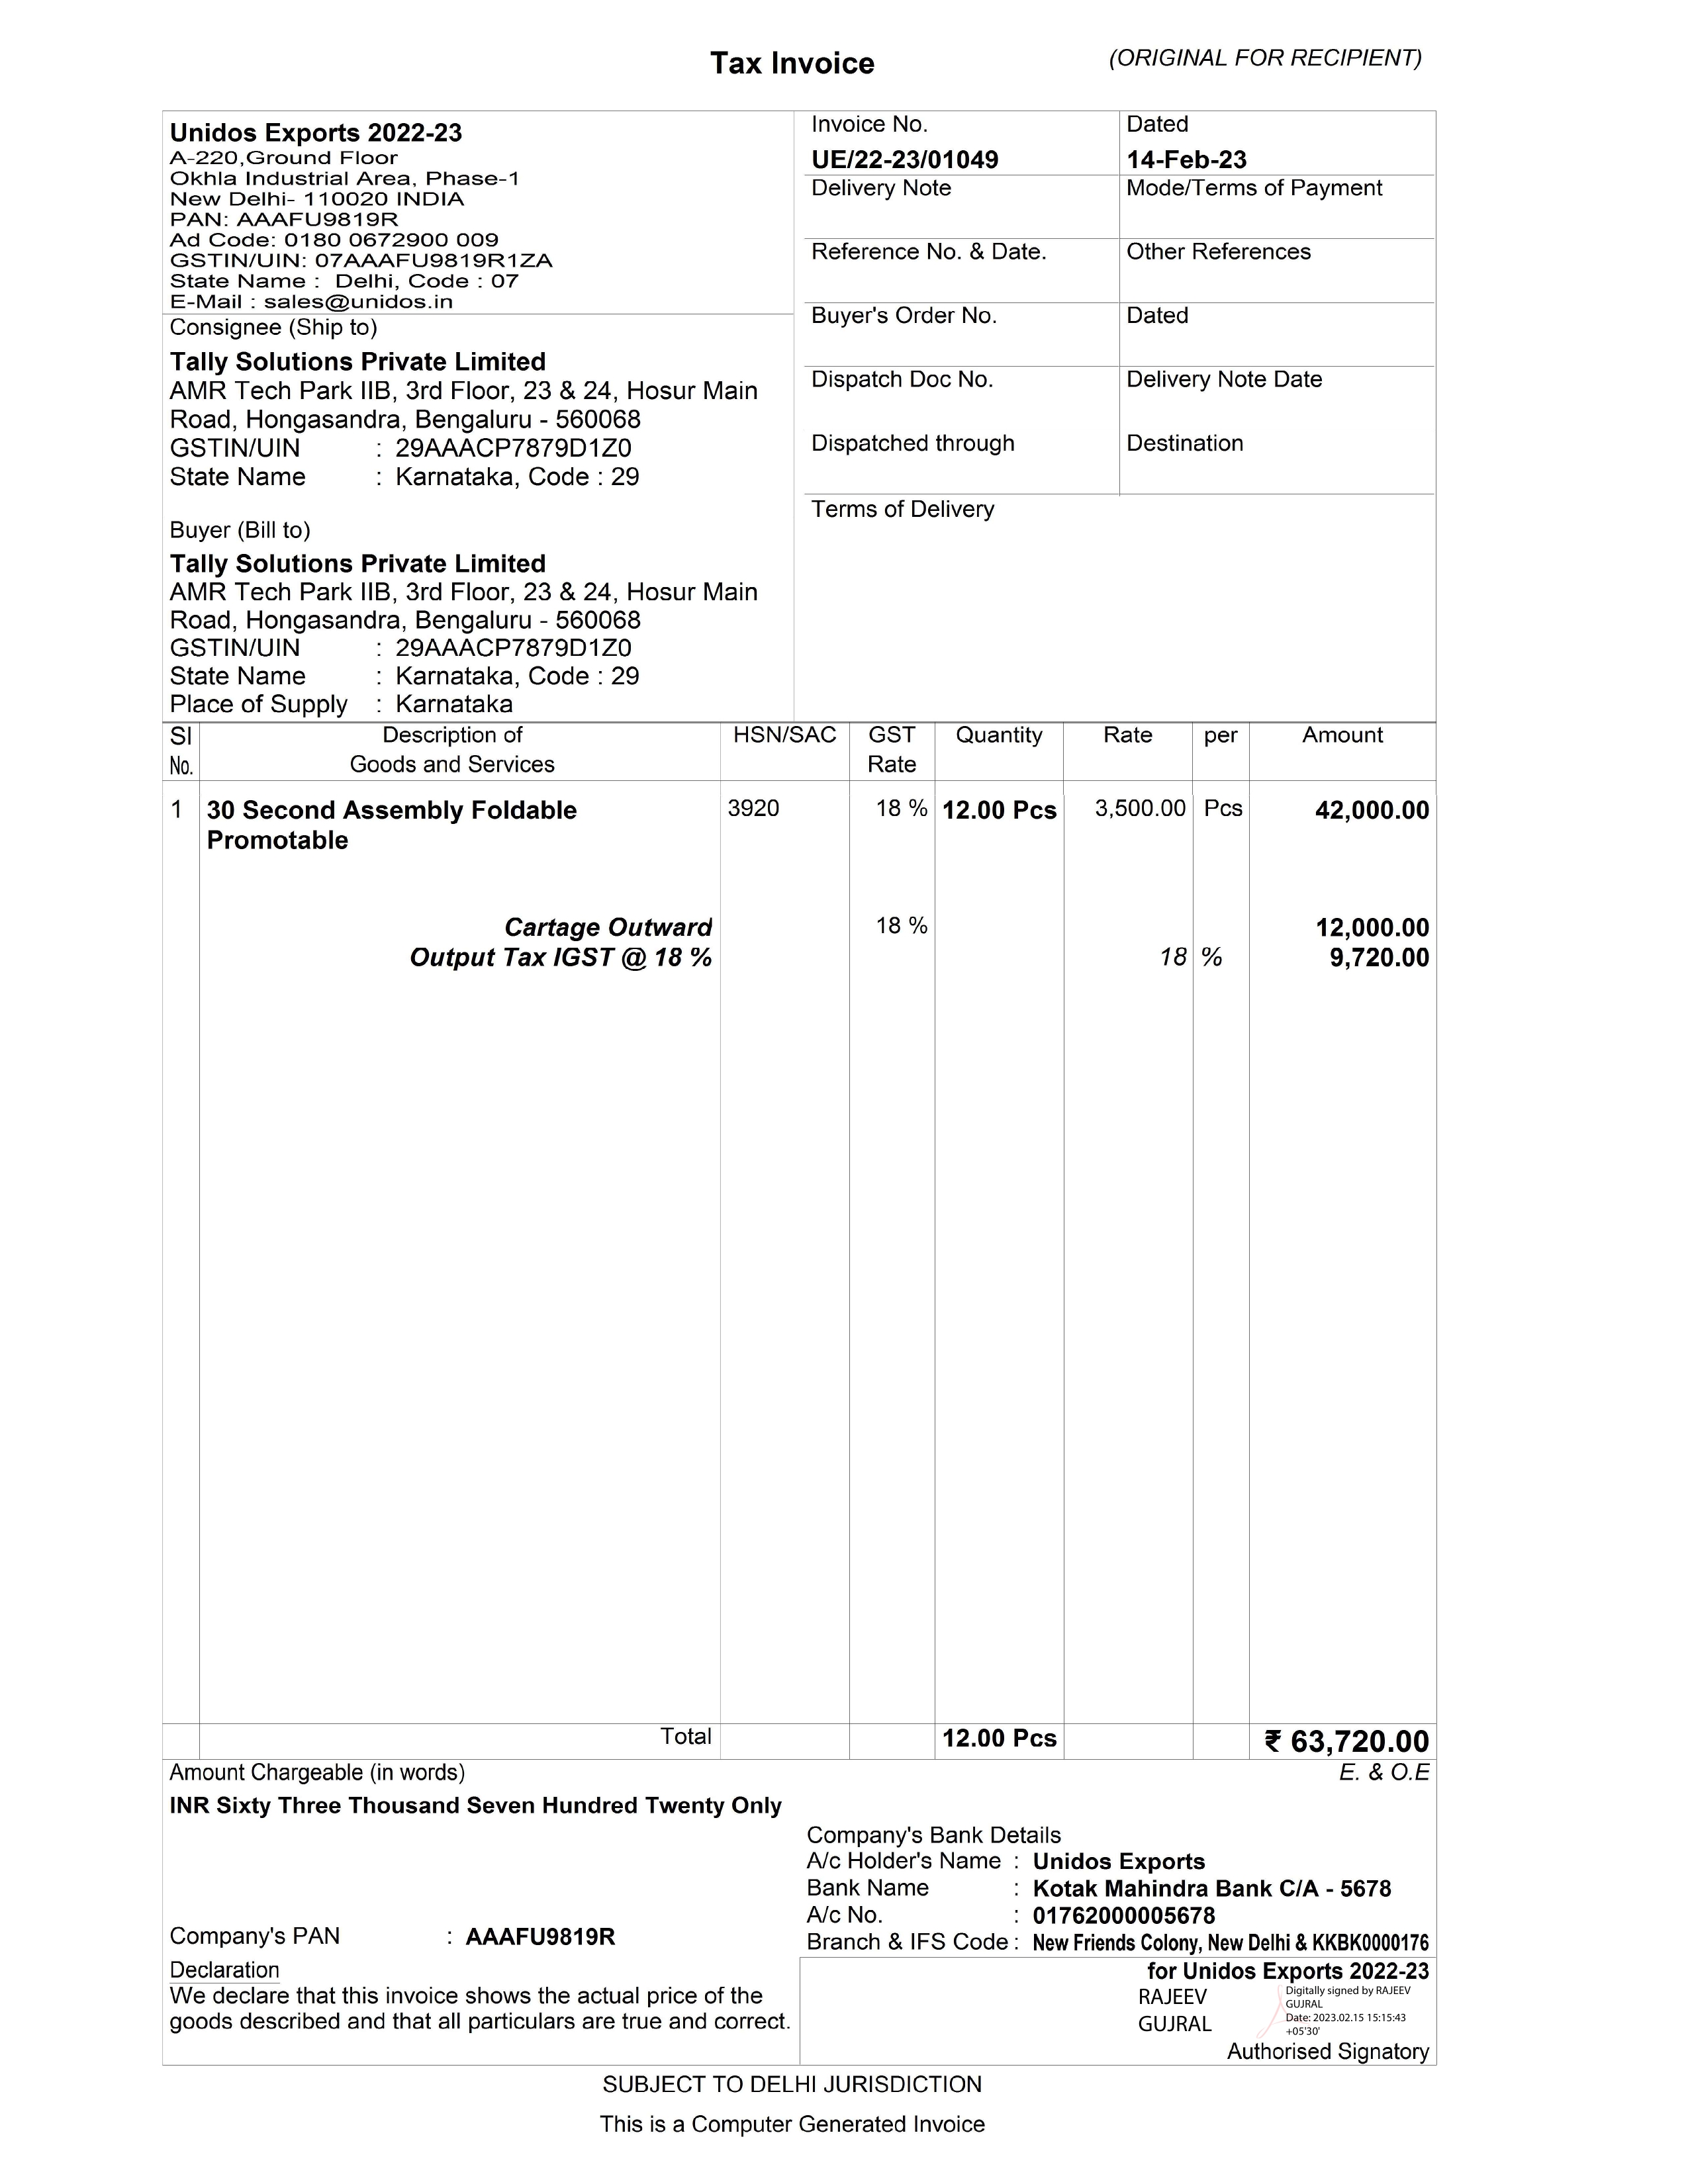 Tax Invoice
(ORIGINAL FOR RECIPIENT)
Unidos Exports 2022-23
A-220,Ground Floor
Okhla Industrial Area, Phase-1
New Delhi- 110020 INDIA
PAN: AAAFU9819R
Ad Code: 0180 0672900 009
GSTIN/UIN: 07AAAFU9819R1ZA
State Name : Delhi, Code : 07
E-Mail : sales@unidos.in
Invoice No.
UE/22-23/01049
Dated
14-Feb-23
Delivery Note
Mode/Terms of Payment
Reference No. & Date.
Other References
Buyer's Order No.
Dated
Dispatch Doc No.
Delivery Note Date
Dispatched through
Destination
Terms of Delivery
Consignee (Ship to)
Tally Solutions Private Limited
AMR Tech Park IIB, 3rd Floor, 23 & 24, Hosur Main
Road, Hongasandra, Bengaluru - 560068
GSTIN/UIN : 29AAACP7879D1Z0
State Name : Karnataka, Code : 29
Buyer (Bill to)
Tally Solutions Private Limited
AMR Tech Park IIB, 3rd Floor, 23 & 24, Hosur Main
Road, Hongasandra, Bengaluru - 560068
GSTIN/UIN : 29AAACP7879D1Z0
State Name : Karnataka, Code : 29
Place of Supply : Karnataka
Sl No. Description of Goods and Services HSN/SAC GST Rate Quantity Rate per Amount
1 30 Second Assembly Foldable 3920 18 % 12.00 Pcs 3,500.00 Pcs 42,000.00
Promotable
Cartage Outward 18 % 12,000.00
Output Tax IGST @ 18 % 18 % 9,720.00
Total 12.00 Pcs ₹ 63,720.00
Amount Chargeable (in words) E. & O.E
INR Sixty Three Thousand Seven Hundred Twenty Only
Company's Bank Details
A/c Holder's Name : Unidos Exports
Bank Name : Kotak Mahindra Bank C/A - 5678
A/c No. : 01762000005678
Branch & IFS Code : New Friends Colony, New Delhi & KKBK0000176
Company's PAN : AAAFU9819R
Declaration
We declare that this invoice shows the actual price of the
goods described and that all particulars are true and correct.
for Unidos Exports 2022-23
RAJEEV
GUJRAL
Digitally signed by RAJEEV
GUJRAL
Date: 2023.02.15 15:15:43
+05'30'
Authorised Signatory
SUBJECT TO DELHI JURISDICTION
This is a Computer Generated Invoice